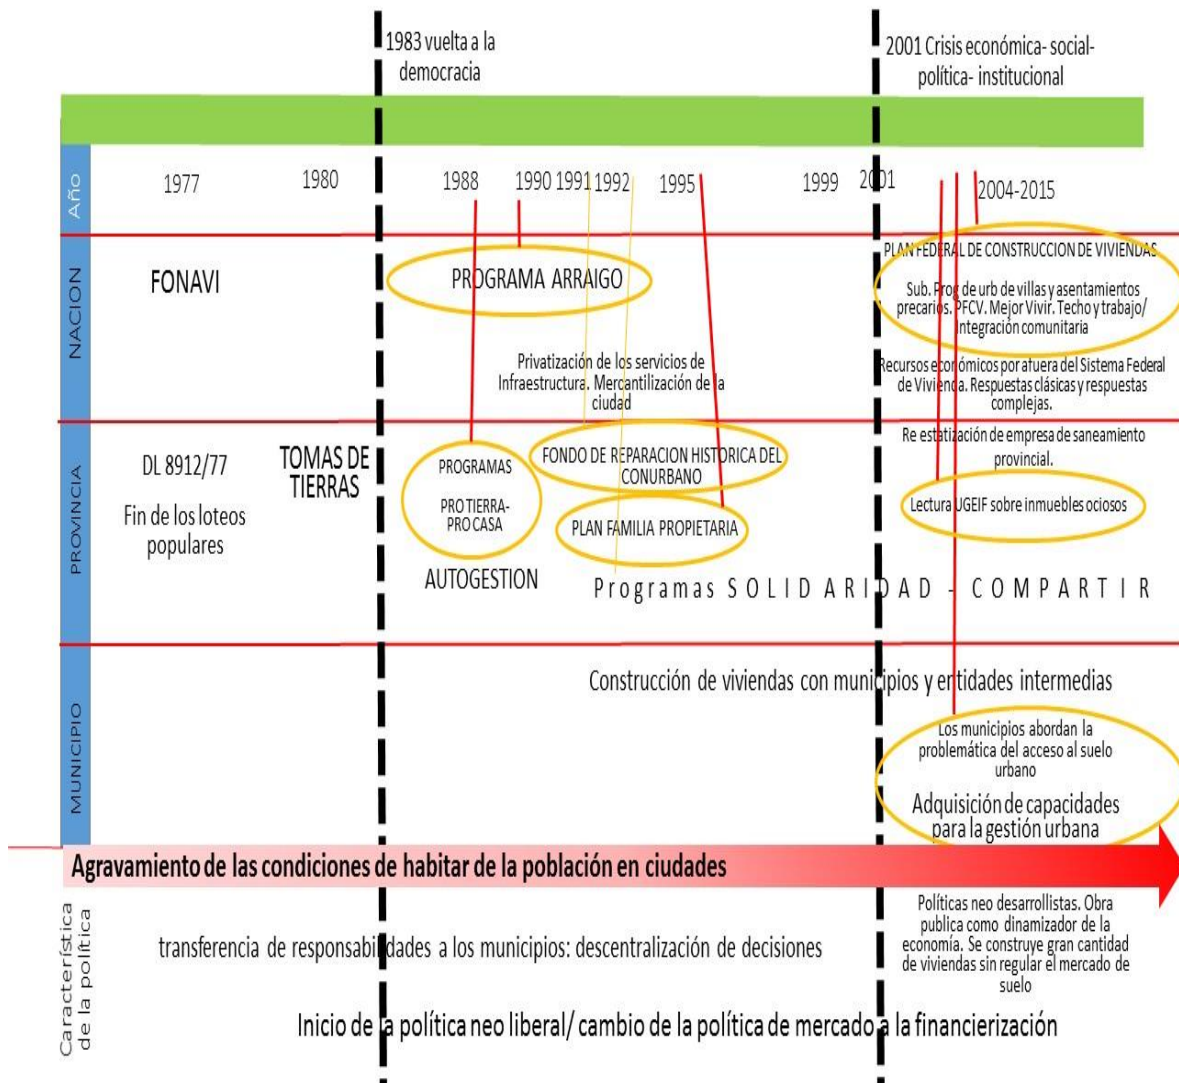 1983 vuelta a la
democracia
2001 Crisis económica- social-
política- institucional
Año
1977
1980
1988
1990
1991
1992
1995
1999
2001
2004-2015
NACION
FONAVI
PROGRAMA ARRAIGO
Privatización de los servicios de
Infraestructura. Mercantilización de la
ciudad
PLAN FEDERAL DE CONSTRUCCION DE VIVIENDAS
Sub. Prog de urb de villas y asentamientos
precarios. PFCV. Mejor Vivir. Techo y trabajo/
Integración comunitaria
Recursos económicos por afuera del Sistema Federal
de Vivienda. Respuestas clásicas y respuestas
complejas.
PROVINCIA
DL 8912/77
Fin de los loteos
populares
TOMAS DE
TIERRAS
PROGRAMAS
PRO TIERRA-
PRO CASA
AUTOGESTION
FONDO DE REPARACION HISTORICA DEL
CONURBANO
PLAN FAMILIA PROPIETARIA
Programas SOLIDARIDAD - COMPARTIR
Re estatización de empresa de saneamiento
provincial.
Lectura UGEIF sobre inmuebles ociosos
MUNICIPIO
Construcción de viviendas con municipios y entidades intermedias
Los municipios abordan la
problemática del acceso al suelo
urbano
Adquisición de capacidades
para la gestión urbana
Agravamiento de las condiciones de habitar de la población en ciudades
Característica
de la política
transferencia de responsabilidades a los municipios: descentralización de decisiones
Políticas neo desarrollistas. Obra
publica como dinamizador de la
economía. Se construye gran cantidad
de viviendas sin regular el mercado de
suelo
Inicio de la política neo liberal/ cambio de la política de mercado a la financierización